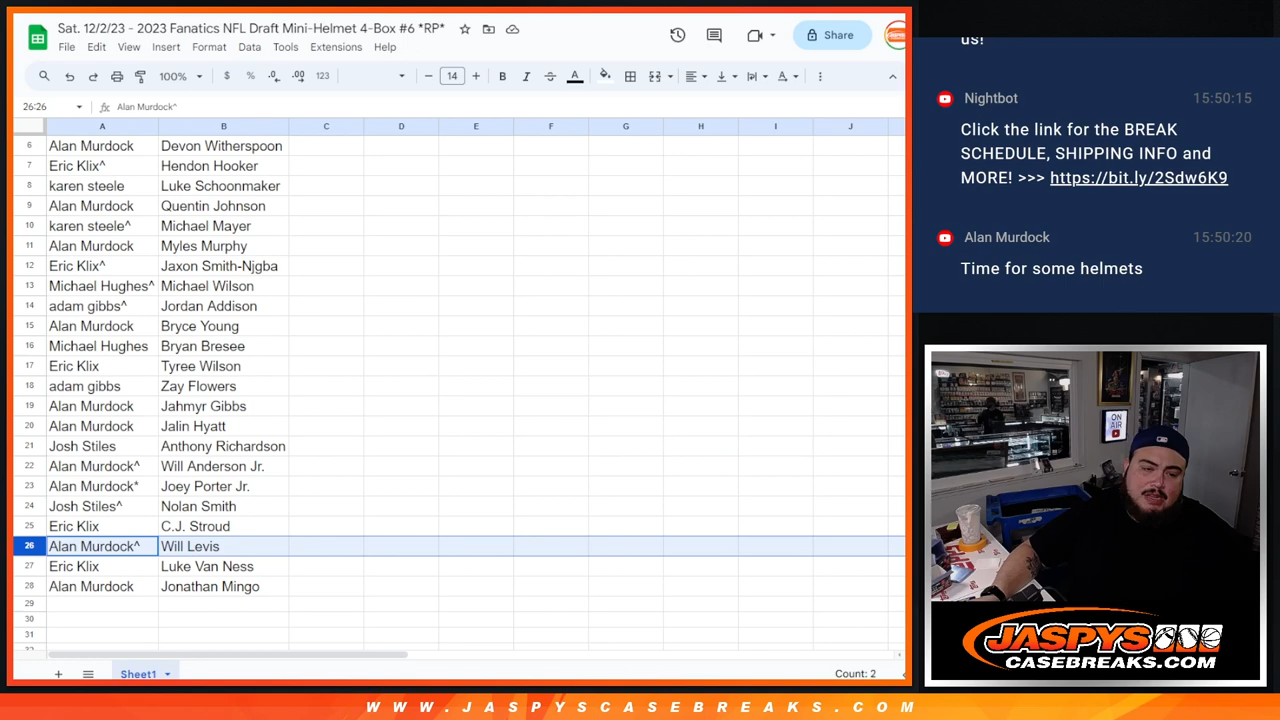 Sat. 12/2/23 - 2023 Fanatics NFL Draft Mini-Helmet 4-Box #6 *RP*
File Edit View Insert Format Data Tools Extensions Help
Share
100% $ % .0 .00 123 14
26:26 fx Alan Murdock^
A B C D E F G H I J
6 Alan Murdock Devon Witherspoon
7 Eric Klix^ Hendon Hooker
8 karen steele Luke Schoonmaker
9 Alan Murdock Quentin Johnson
10 karen steele^ Michael Mayer
11 Alan Murdock Myles Murphy
12 Eric Klix^ Jaxon Smith-Njgba
13 Michael Hughes^ Michael Wilson
14 adam gibbs^ Jordan Addison
15 Alan Murdock Bryce Young
16 Michael Hughes Bryan Bresee
17 Eric Klix Tyree Wilson
18 adam gibbs Zay Flowers
19 Alan Murdock Jahmyr Gibbs
20 Alan Murdock Jalin Hyatt
21 Josh Stiles Anthony Richardson
22 Alan Murdock^ Will Anderson Jr.
23 Alan Murdock* Joey Porter Jr.
24 Josh Stiles^ Nolan Smith
25 Eric Klix C.J. Stroud
26 Alan Murdock^ Will Levis
27 Eric Klix Luke Van Ness
28 Alan Murdock Jonathan Mingo
29
30
31
Sheet1
Count: 2
us!
Nightbot 15:50:15
Click the link for the BREAK
SCHEDULE, SHIPPING INFO and
MORE! >>> https://bit.ly/2Sdw6K9
Alan Murdock 15:50:20
Time for some helmets
ON
AIR
JASPYS
CASEBREAKS.COM
WWW.JASPYSCASEBREAKS.COM